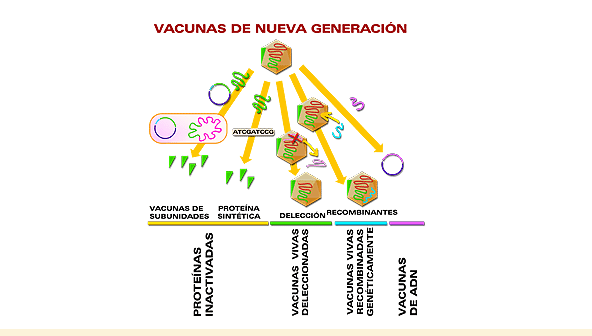 VACUNAS DE NUEVA GENERACIÓN
ATCGATCCG
VACUNAS DE
SUBUNIDADES
PROTEÍNA
SINTÉTICA
DELECCIÓN
RECOMBINANTES
PROTEÍNAS
INACTIVADAS
VACUNAS VIVAS
DELECCIONADAS
VACUNAS VIVAS
RECOMBINADAS
GENÉTICAMENTE
VACUNAS
DE ADN